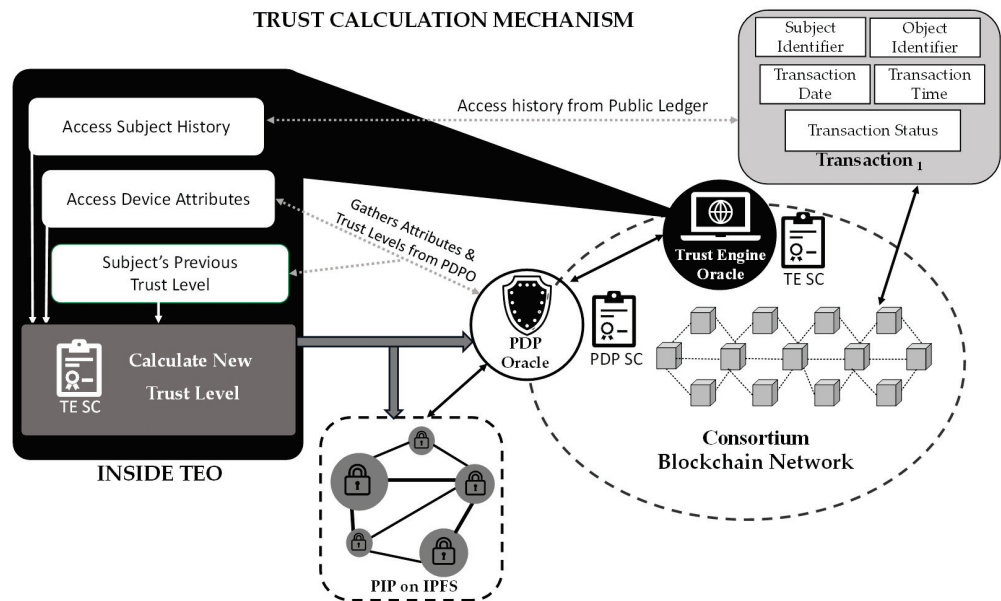 TRUST CALCULATION MECHANISM
Subject
Identifier
Object
Identifier
Transaction
Date
Transaction
Time
Transaction Status
Transaction 1
Access history from Public Ledger
Access Subject History
Access Device Attributes
Subject's Previous
Trust Level
Gathers Attributes &
Trust Levels from PDPO
Calculate New
Trust Level
TE SC
INSIDE TEO
Trust Engine
Oracle
TE SC
PDP
Oracle
PDP SC
Consortium
Blockchain Network
PIP on IPFS